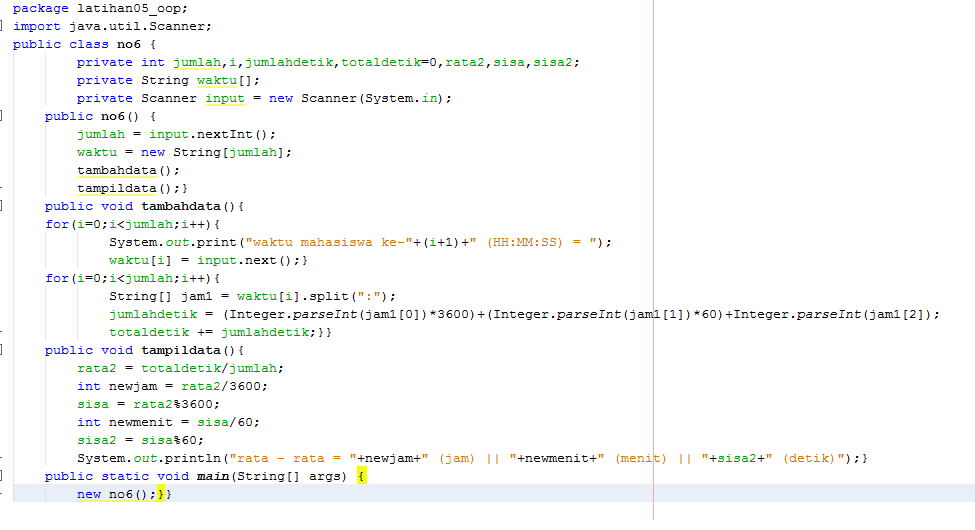 package latihan05_oop;
import java.util.Scanner;
public class no6 {
        private int jumlah,i,jumlahdetik,totaldetik=0,rata2,sisa,sisa2;
        private String waktu[];
        private Scanner input = new Scanner(System.in);
    public no6() {
        jumlah = input.nextInt();
        waktu = new String[jumlah];
        tambahdata();
        tampildata();}
    public void tambahdata(){
    for(i=0;i<jumlah;i++){
            System.out.print("waktu mahasiswa ke-"+(i+1)+" (HH:MM:SS) = ");
            waktu[i] = input.next();}
    for(i=0;i<jumlah;i++){
            String[] jam1 = waktu[i].split(":");
            jumlahdetik = (Integer.parseInt(jam1[0])*3600)+(Integer.parseInt(jam1[1])*60)+Integer.parseInt(jam1[2]);
            totaldetik += jumlahdetik;}}
    public void tampildata(){
        rata2 = totaldetik/jumlah;
        int newjam = rata2/3600;
        sisa = rata2%3600;
        int newmenit = sisa/60;
        sisa2 = sisa%60;
        System.out.println("rata - rata = "+newjam+" (jam) || "+newmenit+" (menit) || "+sisa2+" (detik)");}
    public static void main(String[] args) {
        new no6();}}